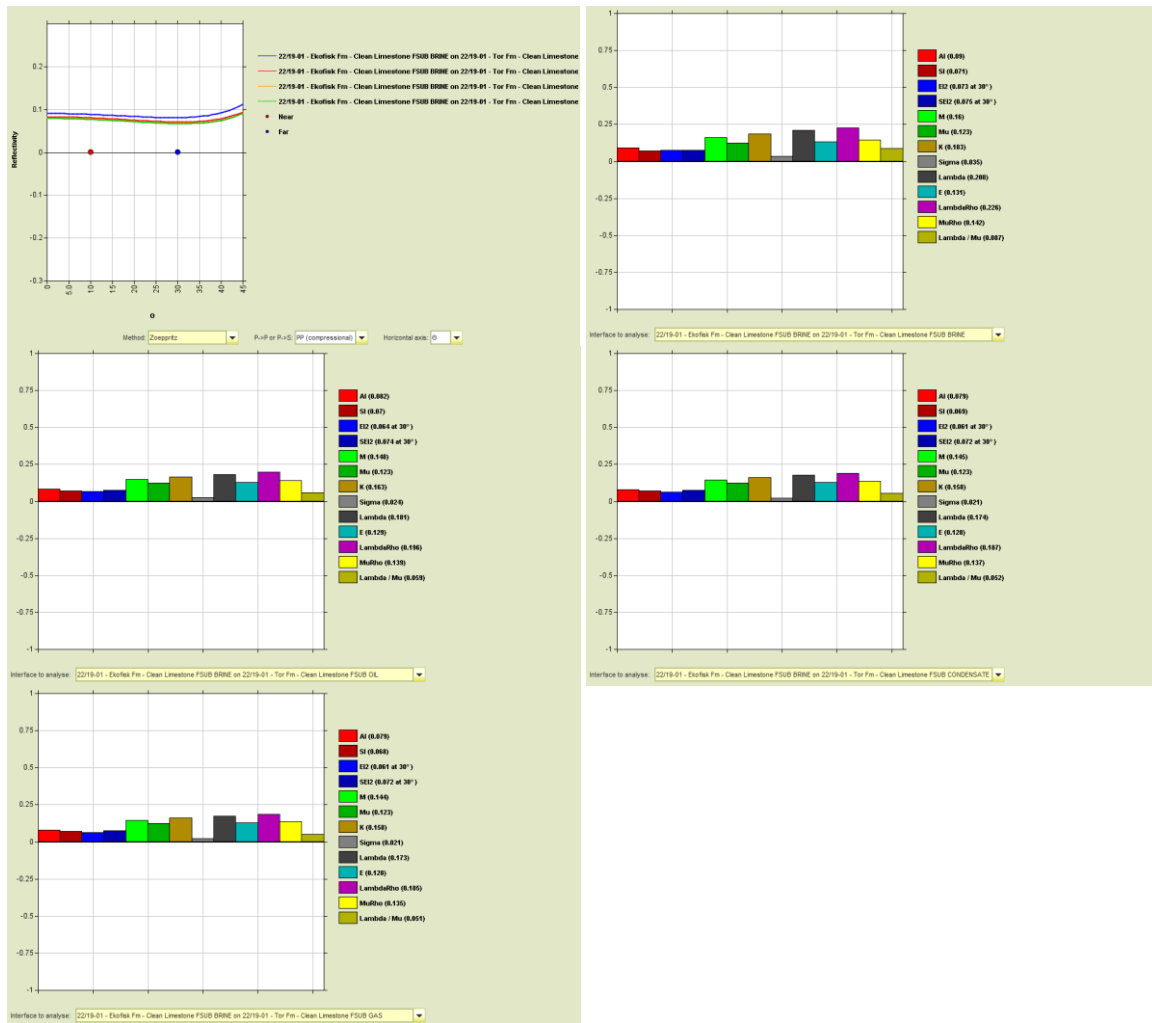 0.2
0.1
0
-0.1
-0.2
-0.3
Reflectivity
0
5.0
10
15
20
25
30
35
40
45
Θ
22/19-01 - Ekofisk Fm - Clean Limestone FSUB BRINE on 22/19-01 - Tor Fm - Clean Limestone
22/19-01 - Ekofisk Fm - Clean Limestone FSUB BRINE on 22/19-01 - Tor Fm - Clean Limestone
22/19-01 - Ekofisk Fm - Clean Limestone FSUB BRINE on 22/19-01 - Tor Fm - Clean Limestone
22/19-01 - Ekofisk Fm - Clean Limestone FSUB BRINE on 22/19-01 - Tor Fm - Clean Limestone
Near
Far
Method: Zoeppritz P->P or P->S: PP (compressional) Horizontal axis: Θ
1
0.75
0.5
0.25
0
-0.25
-0.5
-0.75
-1
AI (0.09)
SI (0.071)
EI2 (0.073 at 30°)
SEI2 (0.075 at 30°)
M (0.16)
Mu (0.123)
K (0.183)
Sigma (0.035)
Lambda (0.208)
E (0.131)
LambdaRho (0.226)
MuRho (0.142)
Lambda / Mu (0.087)
Interface to analyse: 22/19-01 - Ekofisk Fm - Clean Limestone FSUB BRINE on 22/19-01 - Tor Fm - Clean Limestone FSUB BRINE
1
0.75
0.5
0.25
0
-0.25
-0.5
-0.75
-1
AI (0.082)
SI (0.07)
EI2 (0.064 at 30°)
SEI2 (0.074 at 30°)
M (0.148)
Mu (0.123)
K (0.163)
Sigma (0.024)
Lambda (0.181)
E (0.129)
LambdaRho (0.196)
MuRho (0.139)
Lambda / Mu (0.059)
Interface to analyse: 22/19-01 - Ekofisk Fm - Clean Limestone FSUB BRINE on 22/19-01 - Tor Fm - Clean Limestone FSUB OIL
1
0.75
0.5
0.25
0
-0.25
-0.5
-0.75
-1
AI (0.079)
SI (0.069)
EI2 (0.061 at 30°)
SEI2 (0.072 at 30°)
M (0.145)
Mu (0.123)
K (0.158)
Sigma (0.021)
Lambda (0.174)
E (0.128)
LambdaRho (0.187)
MuRho (0.137)
Lambda / Mu (0.052)
Interface to analyse: 22/19-01 - Ekofisk Fm - Clean Limestone FSUB BRINE on 22/19-01 - Tor Fm - Clean Limestone FSUB CONDENSATE
1
0.75
0.5
0.25
0
-0.25
-0.5
-0.75
-1
AI (0.079)
SI (0.068)
EI2 (0.061 at 30°)
SEI2 (0.072 at 30°)
M (0.144)
Mu (0.123)
K (0.158)
Sigma (0.021)
Lambda (0.173)
E (0.128)
LambdaRho (0.185)
MuRho (0.135)
Lambda / Mu (0.051)
Interface to analyse: 22/19-01 - Ekofisk Fm - Clean Limestone FSUB BRINE on 22/19-01 - Tor Fm - Clean Limestone FSUB GAS